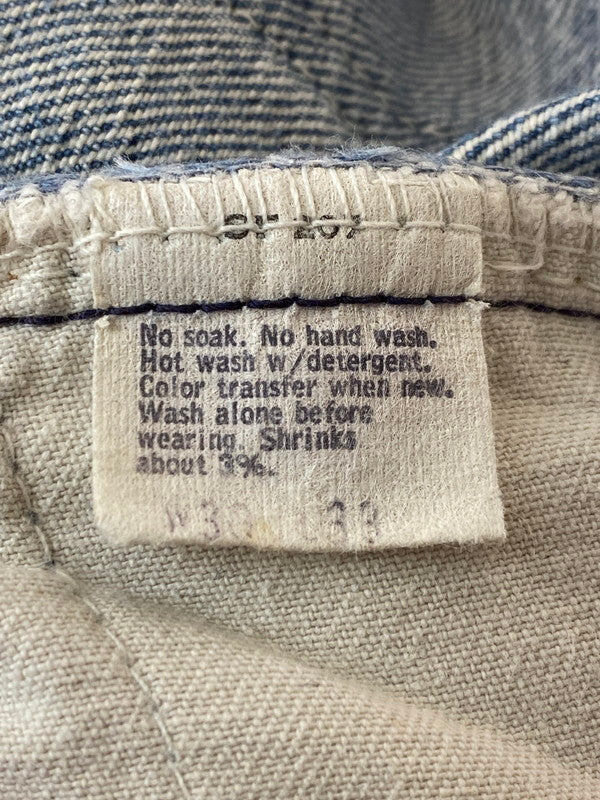 No soak. No hand wash.
Hot wash w/detergent.
Color transfer when new.
Wash alone before
wearing. Shrinks
about 3%.
33